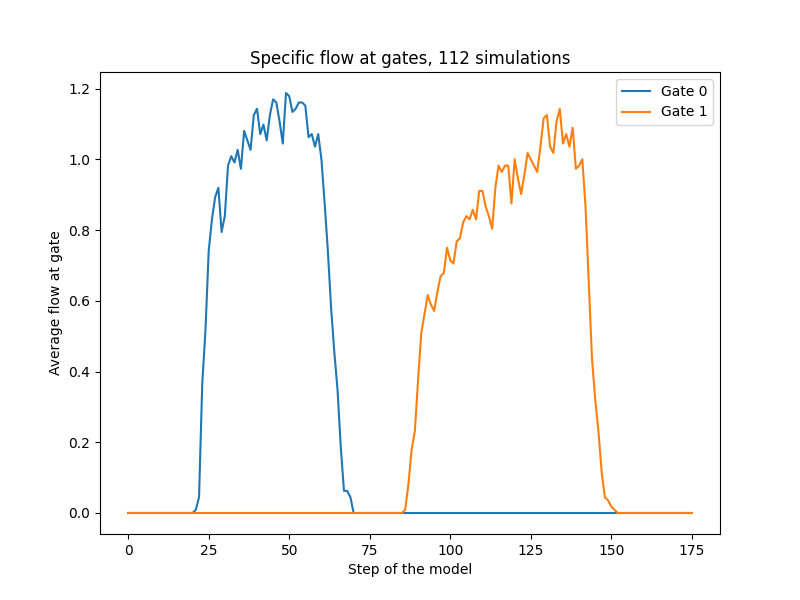 Specific flow at gates, 112 simulations
Gate 0
Gate 1
Average flow at gate
1.2
1.0
0.8
0.6
0.4
0.2
0.0
0 25 50 75 100 125 150 175
Step of the model